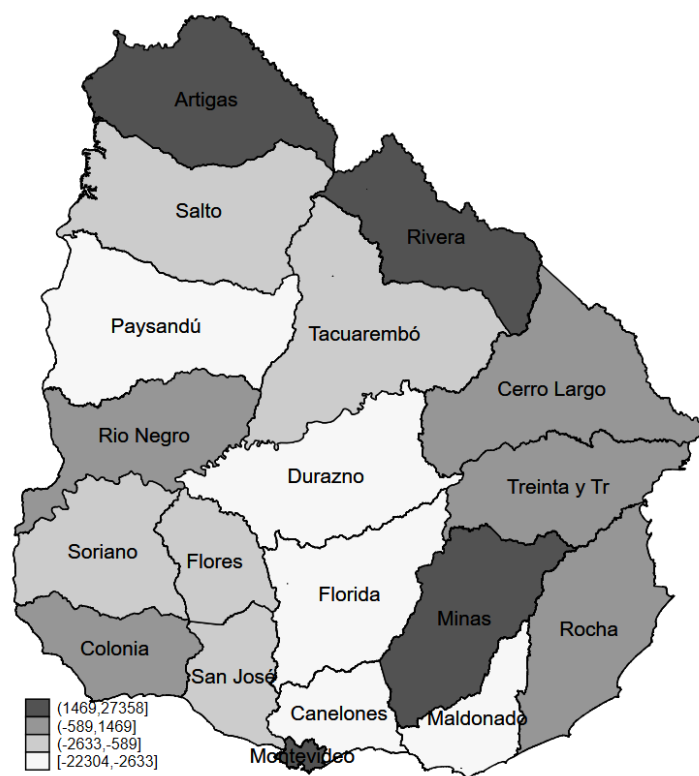 Artigas
Salto
Rivera
Paysandú
Tacuarembó
Cerro Largo
Rio Negro
Durazno
Treinta y Tr
Soriano
Flores
Florida
Minas
Rocha
Colonia
San José
Canelones
Maldonado
Montevideo
(1469,27358]
(-589,1469]
(-2633,-589]
[-22304,-2633]